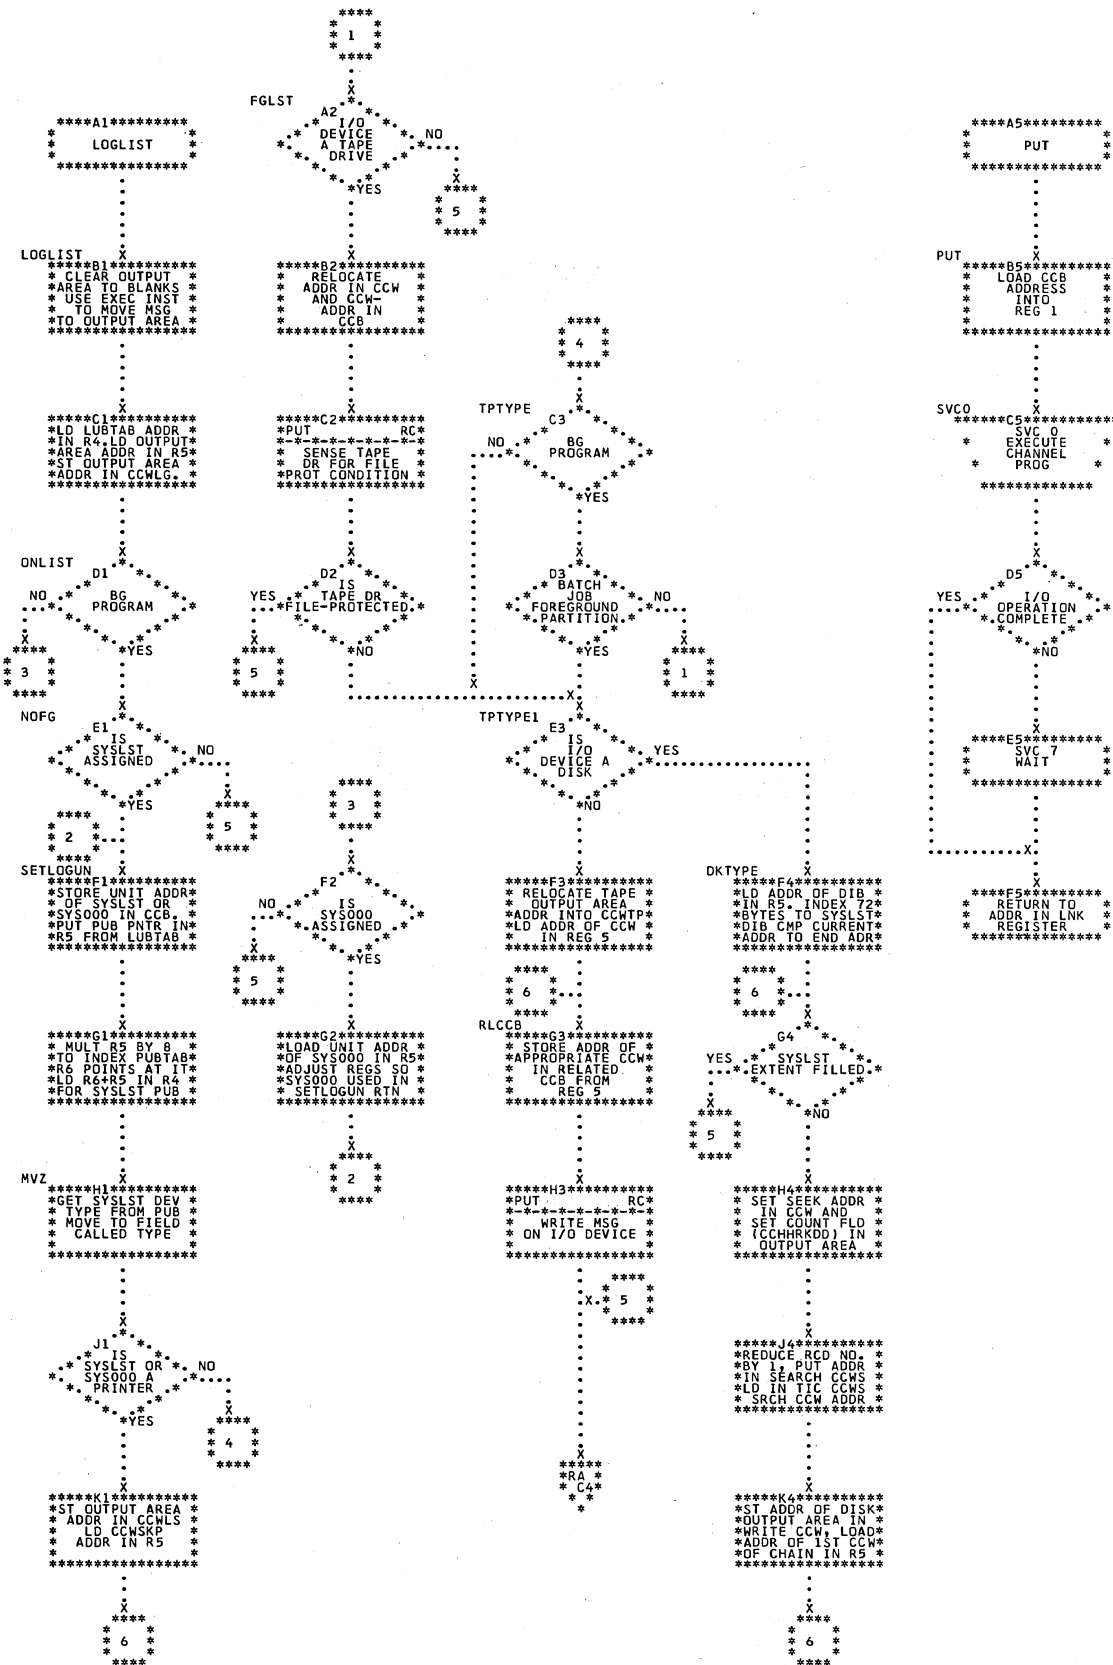 1
FGLST
A2
I/O
DEVICE
A TAPE
DRIVE
NO
YES
5
****A1*********
LOGLIST
****A5*********
PUT
LOGLIST
*****B1**********
* CLEAR OUTPUT *
*AREA TO BLANKS *
* USE EXEC INST *
* TO MOVE MSG *
*TO OUTPUT AREA *
*****************
*****B2**********
RELOCATE
ADDR IN CCW
AND CCW-
ADDR IN
CCB
PUT
*****B5**********
LOAD CCB
ADDRESS
INTO
REG 1
4
*****C1**********
*LD LUBTAB ADDR *
*IN R4.LD OUTPUT*
*AREA ADDR IN R5*
*ST OUTPUT AREA *
*ADDR IN CCWLG. *
*****************
*****C2**********
*PUT RC*
*-*-*-*-*-*-*-*-*
SENSE TAPE
DR FOR FILE
*PROT CONDITION *
*****************
TPTYPE
C3
BG
PROGRAM
NO
YES
SVC0
*****C5**********
SVC 0
EXECUTE
CHANNEL
PROG
ONLIST
D1
BG
PROGRAM
NO
YES
3
D2
IS
TAPE DR
FILE-PROTECTED
YES
NO
5
D3
BATCH
JOB
FOREGROUND
PARTITION
NO
YES
1
D5
I/O
OPERATION
COMPLETE
YES
NO
NOFG
E1
IS
SYSLST
ASSIGNED
NO
YES
5
2
TPTYPE1
E3
IS
I/O
DEVICE A
DISK
YES
NO
****E5*********
SVC 7
WAIT
3
SETLOGUN
*****F1**********
*STORE UNIT ADDR*
OF SYSLST OR
SYS000 IN CCB.
*PUT PUB PNTR IN*
*R5 FROM LUBTAB *
*****************
F2
IS
SYS000
ASSIGNED
NO
YES
5
*****F3**********
RELOCATE TAPE
OUTPUT AREA
*ADDR INTO CCWTP*
*LD ADDR OF CCW *
IN REG 5
*****************
DKTYPE
*****F4**********
*LD ADDR OF DIB *
*IN R5. INDEX 72*
*BYTES TO SYSLST*
*DIB CMP CURRENT*
*ADDR TO END ADR*
*****************
****F5*********
RETURN TO
ADDR IN LNK
REGISTER
6
6
*****G1**********
* MULT R5 BY 8 *
*TO INDEX PUBTAB*
*R6 POINTS AT IT*
*LD R6+R5 IN R4 *
*FOR SYSLST PUB *
*****************
*****G2**********
*LOAD UNIT ADDR *
*OF SYS000 IN R5*
*ADJUST REGS SO *
*SYS000 USED IN *
SETLOGUN RTN
*****************
RLCCB
*****G3**********
STORE ADDR OF
*APPROPRIATE CCW*
IN RELATED
CCB FROM
REG 5
*****************
G4
SYSLST
EXTENT FILLED
YES
NO
5
2
MVZ
*****H1**********
*GET SYSLST DEV *
TYPE FROM PUB
MOVE TO FIELD
CALLED TYPE
*****************
*****H3**********
*PUT RC*
*-*-*-*-*-*-*-*-*
WRITE MSG
ON I/O DEVICE
*****************
*****H4**********
SET SEEK ADDR
IN CCW AND
SET COUNT FLD
(CCHHRKDD) IN
OUTPUT AREA
*****************
5
J1
IS
SYSLST OR
SYS000 A
PRINTER
NO
YES
4
*****J4**********
*REDUCE RCD NO. *
*BY 1, PUT ADDR *
*IN SEARCH CCWS *
*LD IN TIC CCWS *
* SRCH CCW ADDR *
*****************
RA
C4
*****K1**********
*ST OUTPUT AREA *
ADDR IN CCWLS
LD CCWSKP
ADDR IN R5
*****************
*****K4**********
*ST ADDR OF DISK*
*OUTPUT AREA IN *
*WRITE CCW, LOAD*
*ADDR OF 1ST CCW*
*OF CHAIN IN R5 *
*****************
6
6